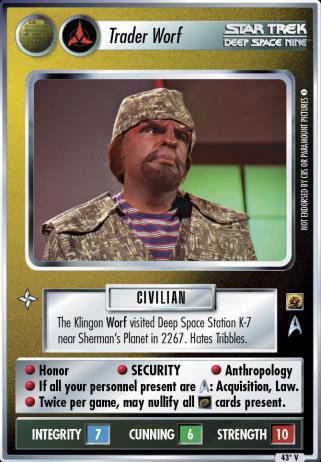 Trader Worf
STAR TREK
DEEP SPACE NINE
NOT ENDORSED BY CBS OR PARAMOUNT PICTURES
CIVILIAN
The Klingon Worf visited Deep Space Station K-7
near Sherman's Planet in 2267. Hates Tribbles.
Honor SECURITY Anthropology
If all your personnel present are : Acquisition, Law.
Twice per game, may nullify all cards present.
INTEGRITY 7 CUNNING 6 STRENGTH 10
43* V